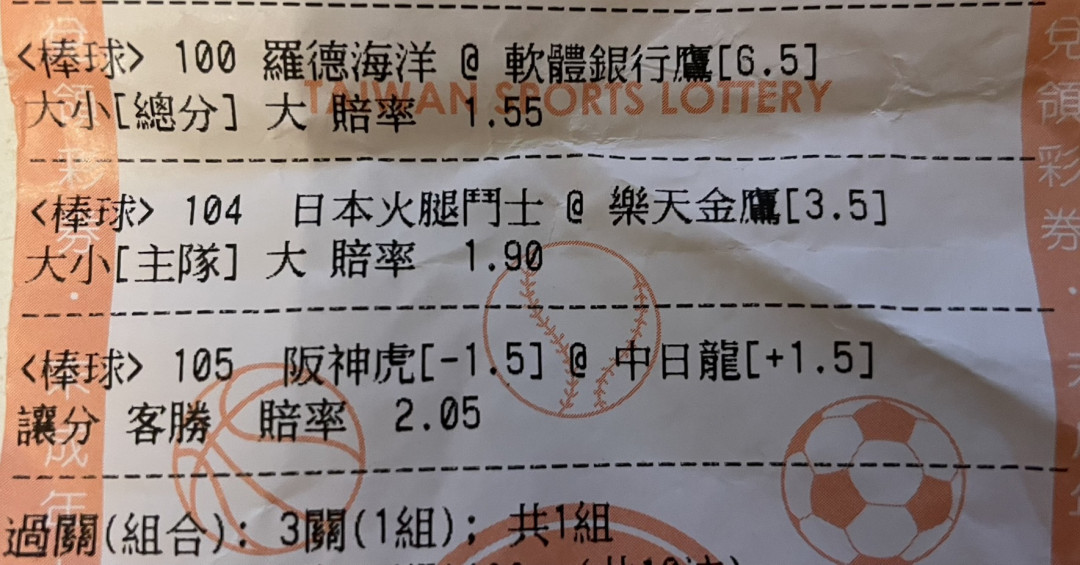 <棒球> 100 羅德海洋 @ 軟體銀行鷹[6.5]
TAIWAN SPORTS LOTTERY
大小[總分] 大 賠率 1.55
<棒球> 104 日本火腿鬥士 @ 樂天金鷹[3.5]
大小[主隊] 大 賠率 1.90
<棒球> 105 阪神虎[-1.5] @ 中日龍[+1.5]
讓分 客勝 賠率 2.05
過關(組合): 3關(1組); 共1組
兌領彩券